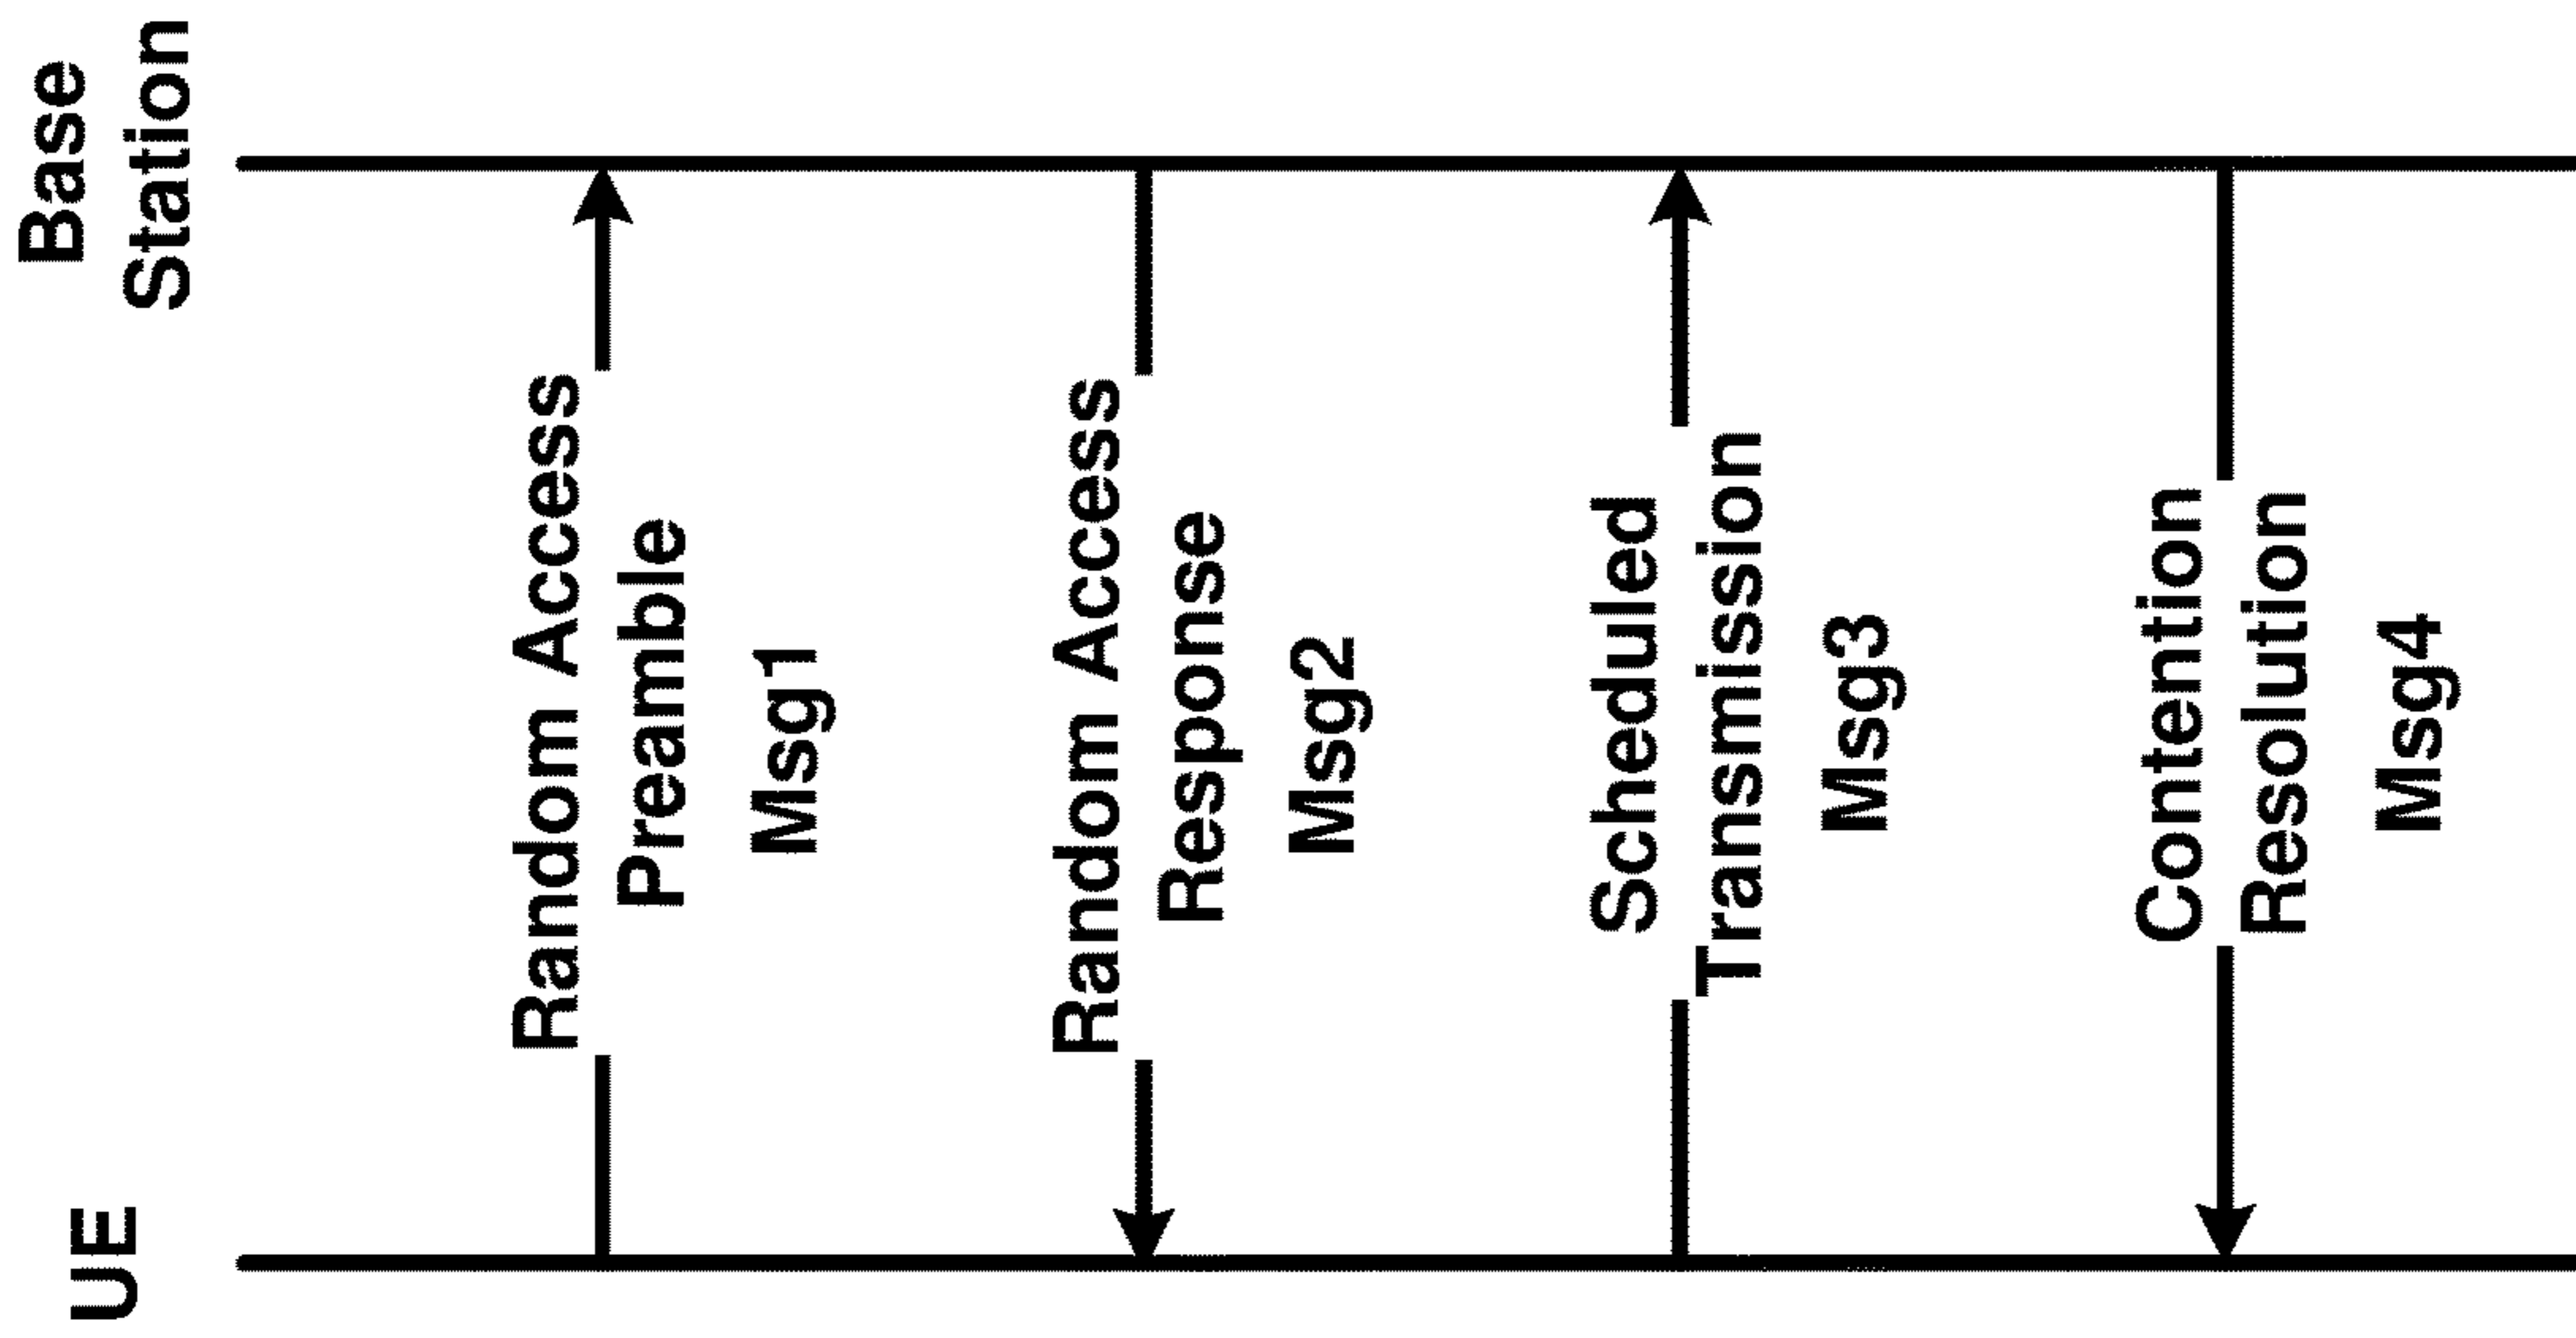 UE
Base
Station
Random Access
Preamble
Msg1
Random Access
Response
Msg2
Scheduled
Transmission
Msg3
Contention
Resolution
Msg4